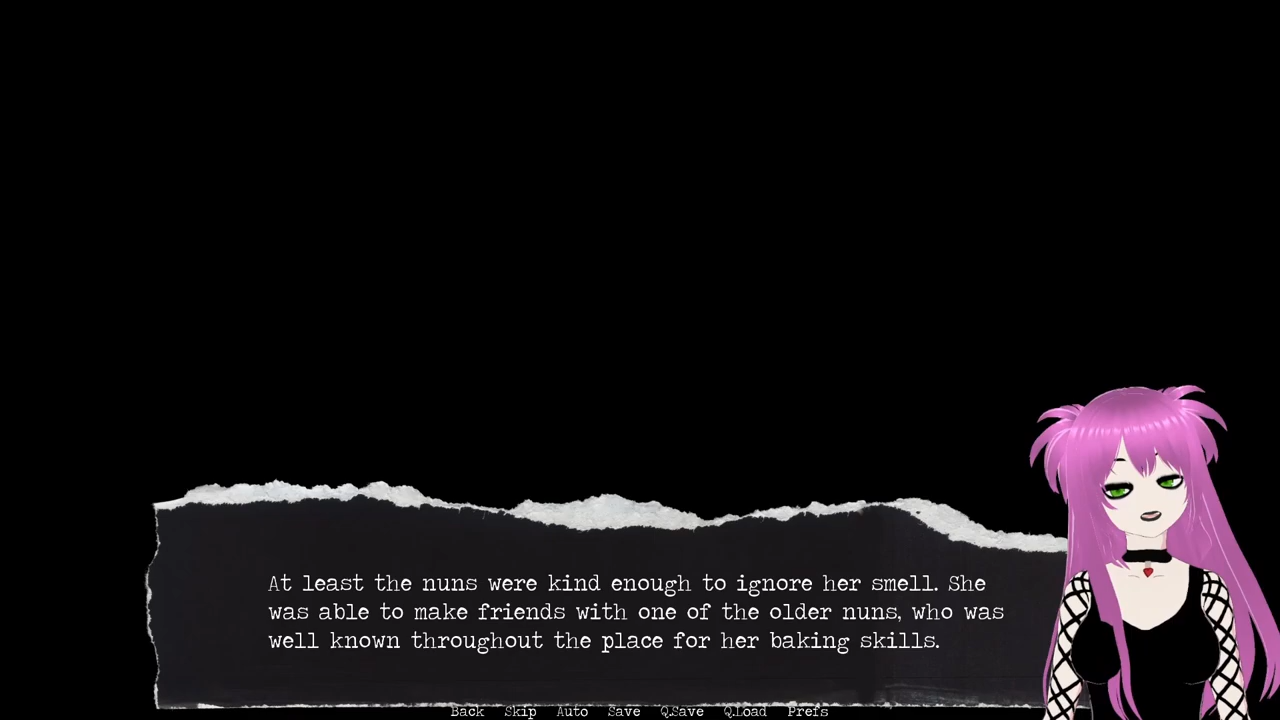 At least the nuns were kind enough to ignore her smell. She
was able to make friends with one of the older nuns, who was
well known throughout the place for her baking skills.
Back Skip Auto Save Q.Save Q.Load Prefs